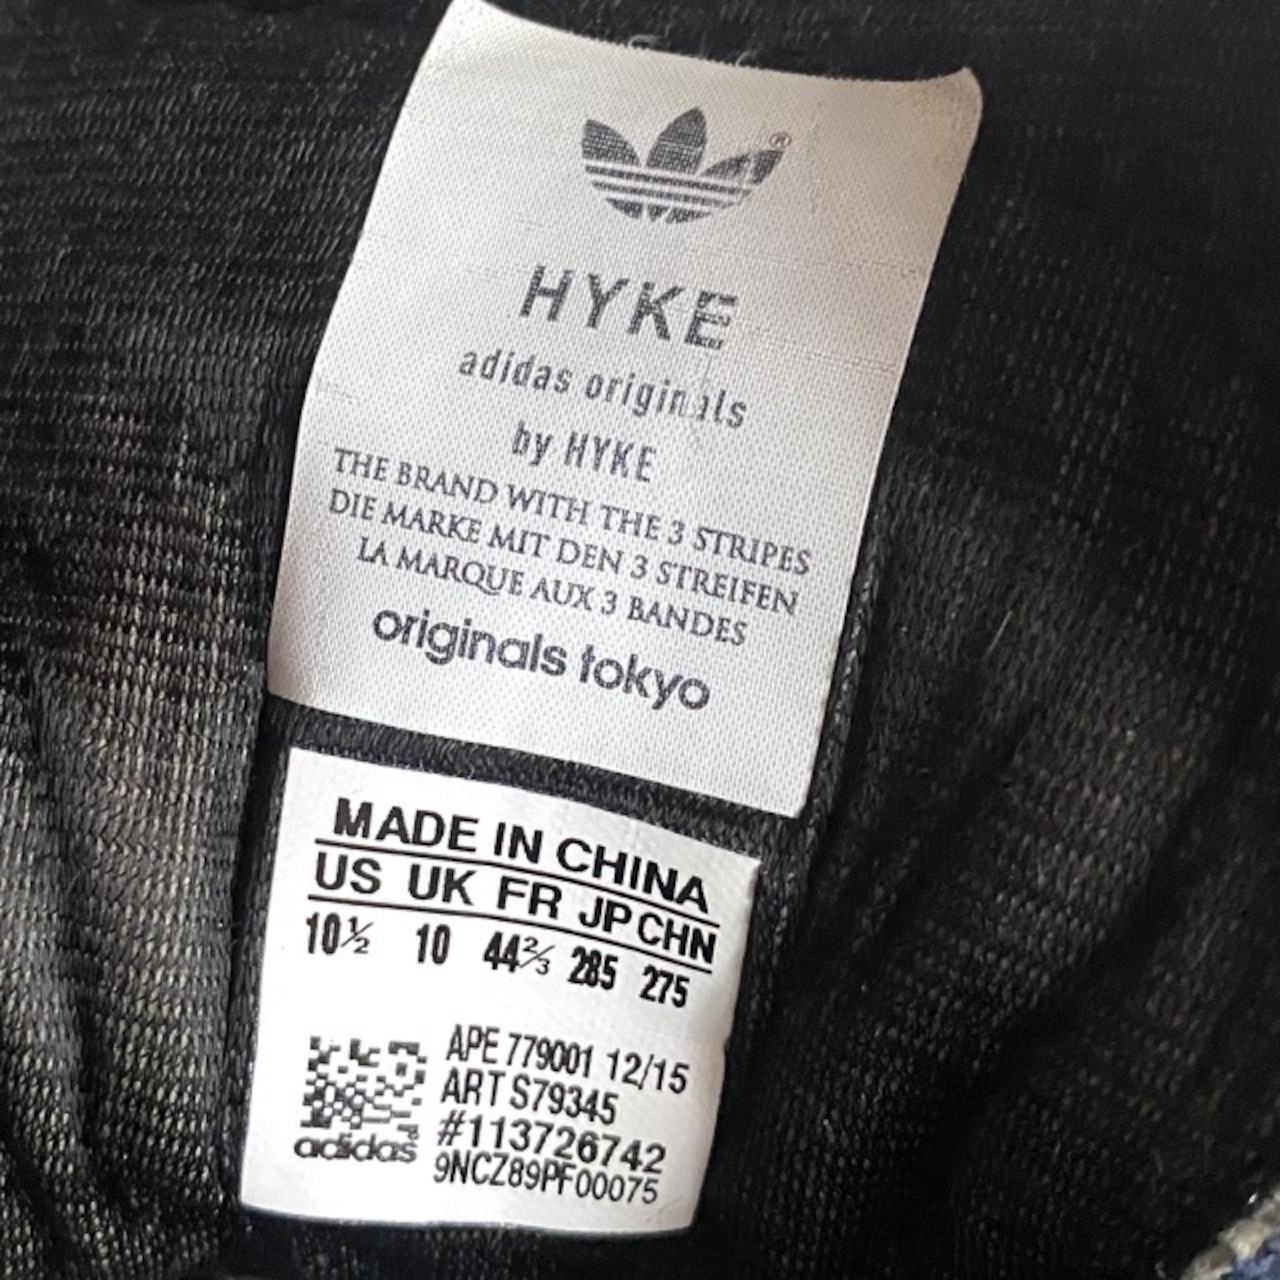 HYKE
adidas originals
by HYKE
THE BRAND WITH THE 3 STRIPES
DIE MARKE MIT DEN 3 STREIFEN
LA MARQUE AUX 3 BANDES
originals tokyo
MADE IN CHINA
US UK FR JP CHN
10½ 10 44⅔ 285 275
APE 779001 12/15
ART S79345
#113726742
9NCZ89PF00075
adidas